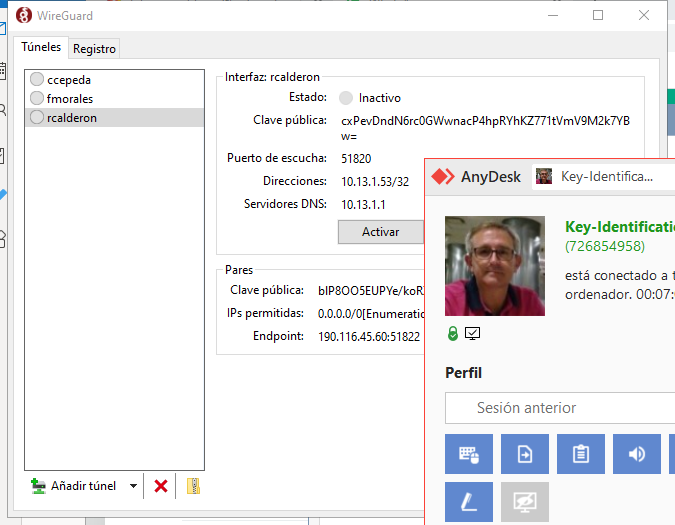 WireGuard
Túneles
Registro
ccepeda
fmorales
rcalderon
Interfaz: rcalderon
Estado: Inactivo
Clave pública: cxPevDndN6rc0GWwnacP4hpRYhKZ771tVmV9M2k7YB
w=
Puerto de escucha: 51820
Direcciones: 10.13.1.53/32
Servidores DNS: 10.13.1.1
Activar
Pares
Clave pública: bIP8OO5EUPYe/koR
IPs permitidas: 0.0.0.0/0[Enumeratio
Endpoint: 190.116.45.60:51822
Añadir túnel
AnyDesk
Key-Identifica...
Key-Identificati
(726854958)
está conectado a t
ordenador. 00:07:
Perfil
Sesión anterior